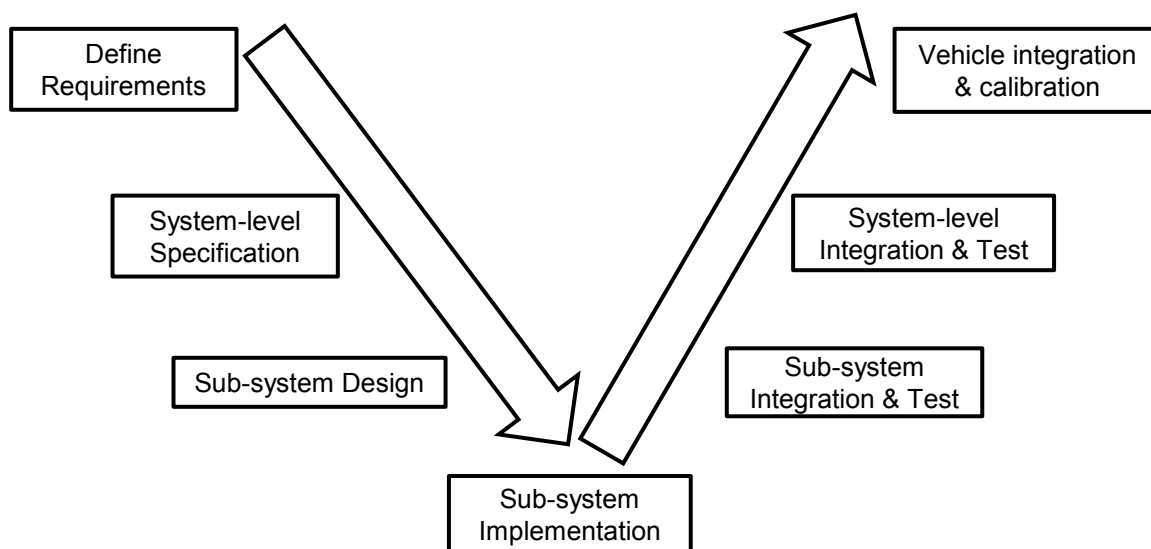 Define
Requirements
System-level
Specification
Sub-system Design
Sub-system
Implementation
Sub-system
Integration & Test
System-level
Integration & Test
Vehicle integration
& calibration